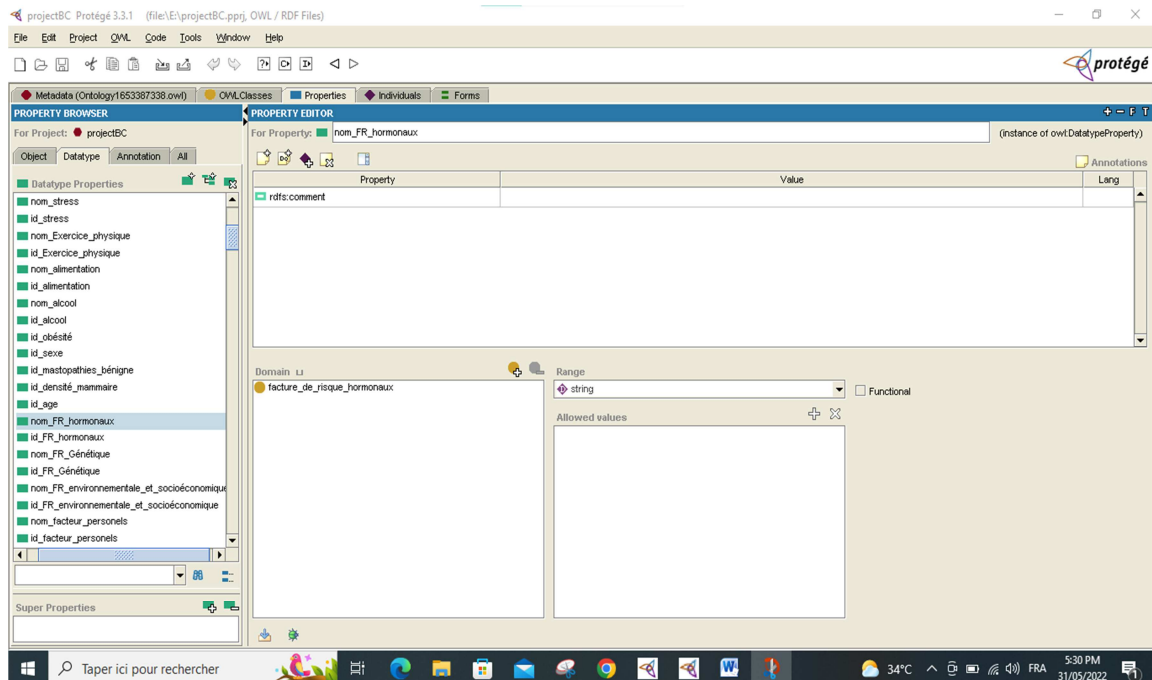 projectBC Protégé 3.3.1 (file:\E:\projectBC.pprj, OWL / RDF Files)
File Edit Project OWL Code Tools Window Help
protégé
Metadata (Ontology1653387338.owl) OWLClasses Properties Individuals Forms
PROPERTY BROWSER
For Project: projectBC
Object Datatype Annotation All
Datatype Properties
nom_stress
id_stress
nom_Exercice_physique
id_Exercice_physique
nom_alimentation
id_alimentation
nom_alcool
id_alcool
id_obésité
id_sexe
id_mastopathies_bénigne
id_densité_mammaire
id_age
nom_FR_hormonaux
id_FR_hormonaux
nom_FR_Génétique
id_FR_Génétique
nom_FR_environnementale_et_socioéconomique
id_FR_environnementale_et_socioéconomique
nom_facteur_personels
id_facteur_personels
Super Properties
PROPERTY EDITOR
F T
For Property: nom_FR_hormonaux (instance of owl:DatatypeProperty)
Annotations
Property Value Lang
rdfs:comment
Domain
facture_de_risque_hormonaux
Range
string
Functional
Allowed values
Taper ici pour rechercher
34°C FRA 5:30 PM
31/05/2022